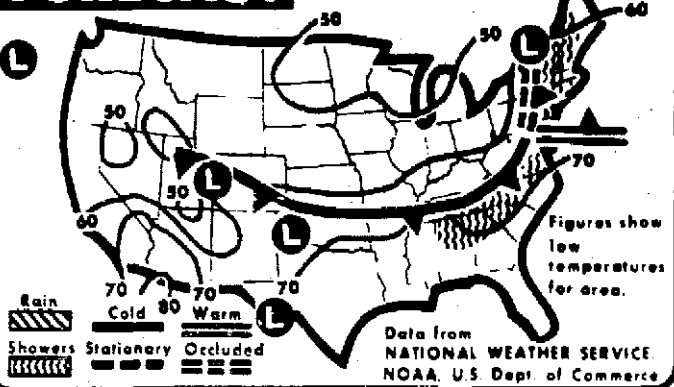 50
60
L
50
L
50
70
L
50
60
Figures show
low
temperatures
for area.
L
70
80
70
70
L
Rain
Cold
Warm
Showers
Stationary
Occluded
Data from
NATIONAL WEATHER SERVICE.
NOAA, U.S. Dept. of Commerce